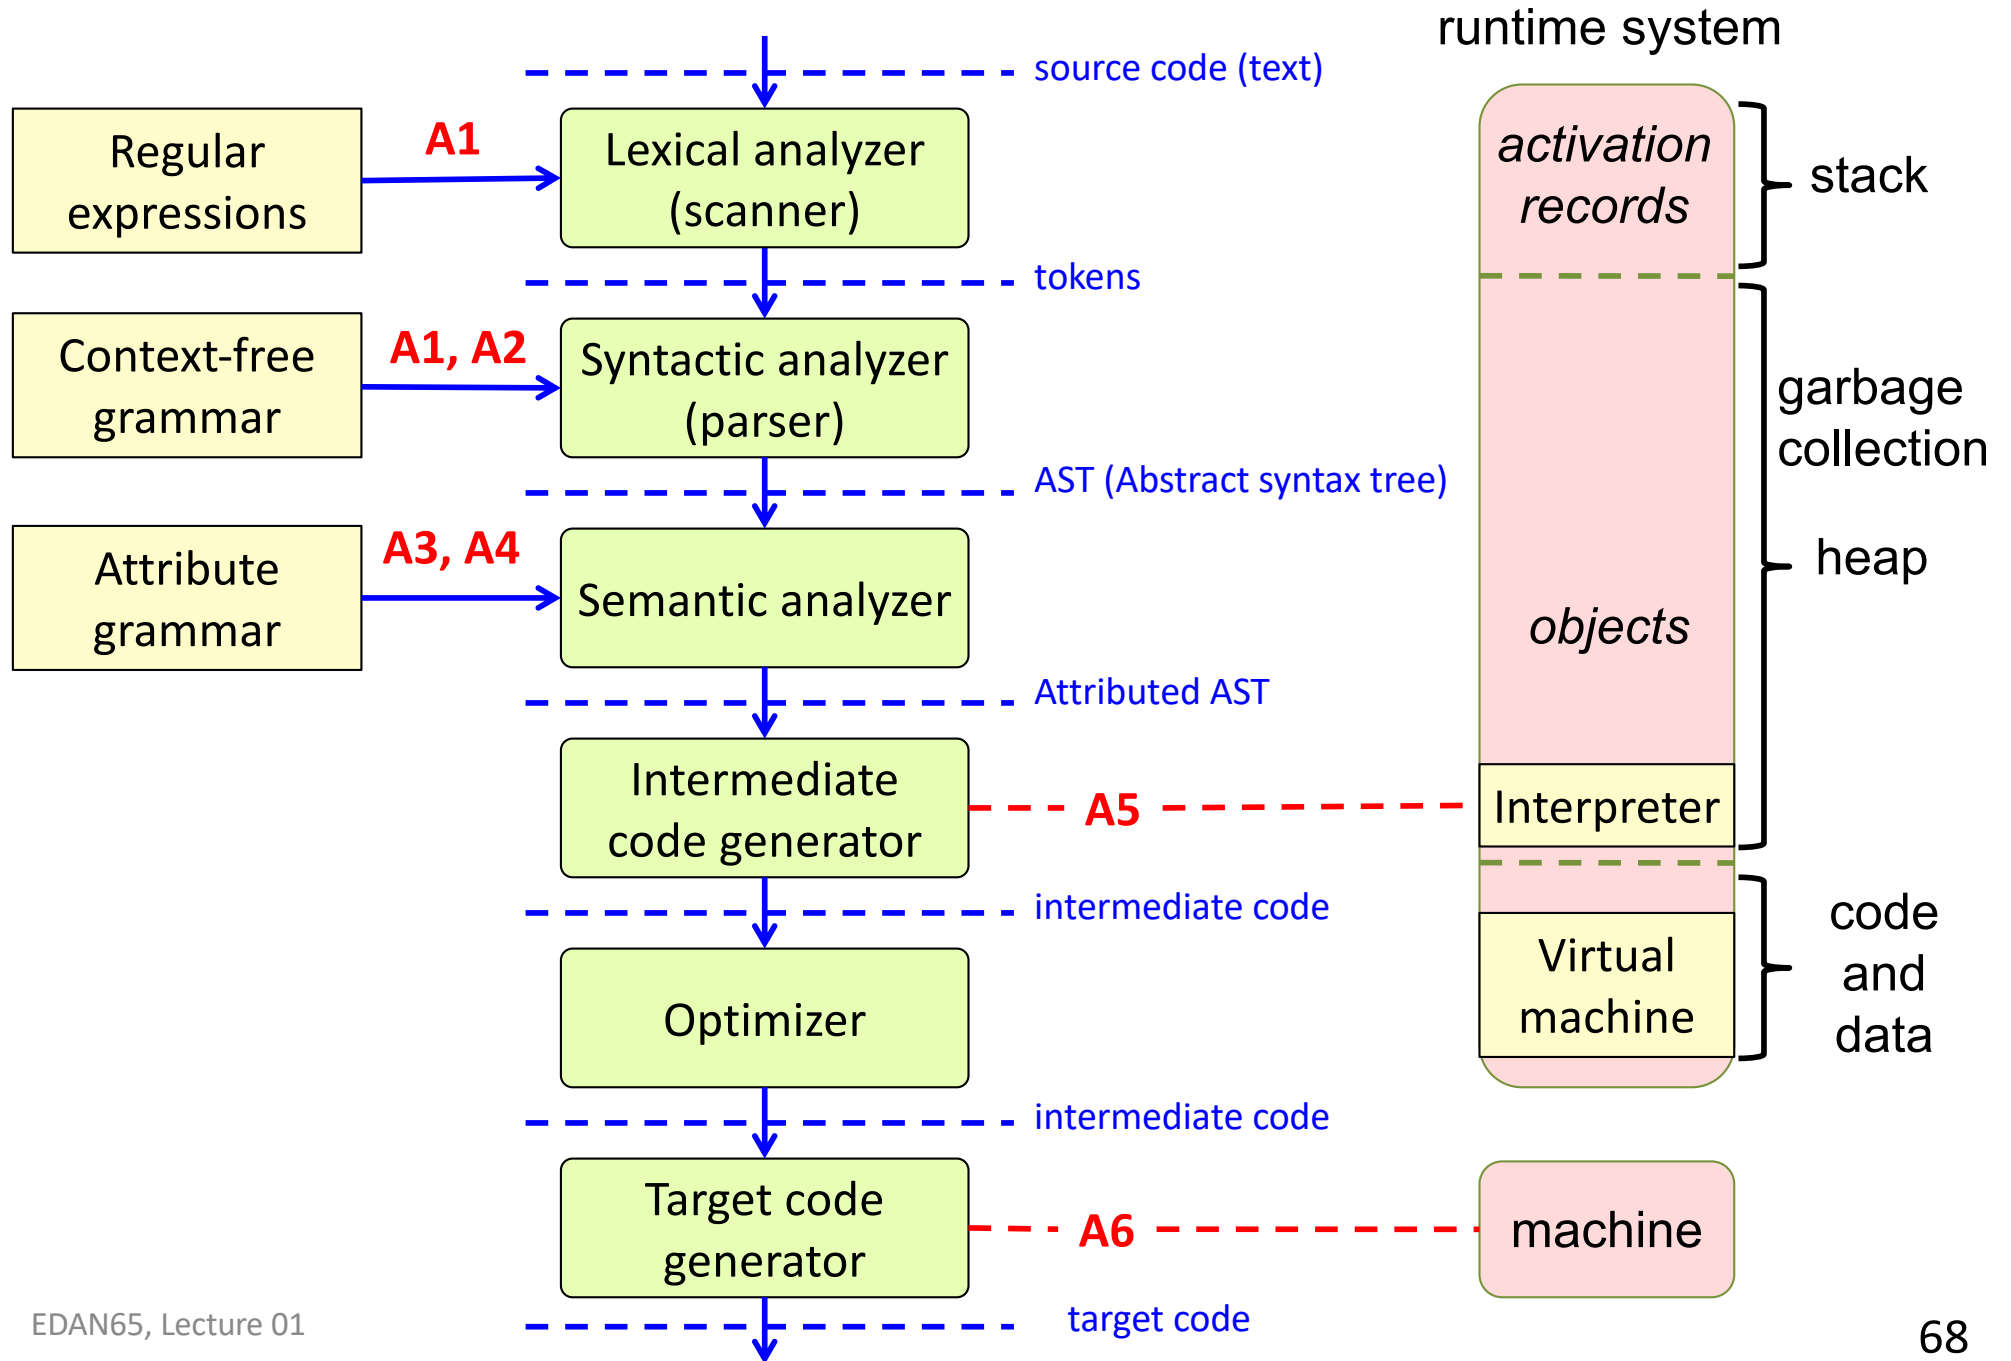 runtime system
source code (text)
Regular
expressions
A1
Lexical analyzer
(scanner)
activation
records
stack
tokens
Context-free
grammar
A1, A2
Syntactic analyzer
(parser)
garbage
collection
AST (Abstract syntax tree)
Attribute
grammar
A3, A4
Semantic analyzer
objects
heap
Attributed AST
Intermediate
code generator
A5
Interpreter
intermediate code
Optimizer
Virtual
machine
code
and
data
intermediate code
Target code
generator
A6
machine
target code
EDAN65, Lecture 01
68